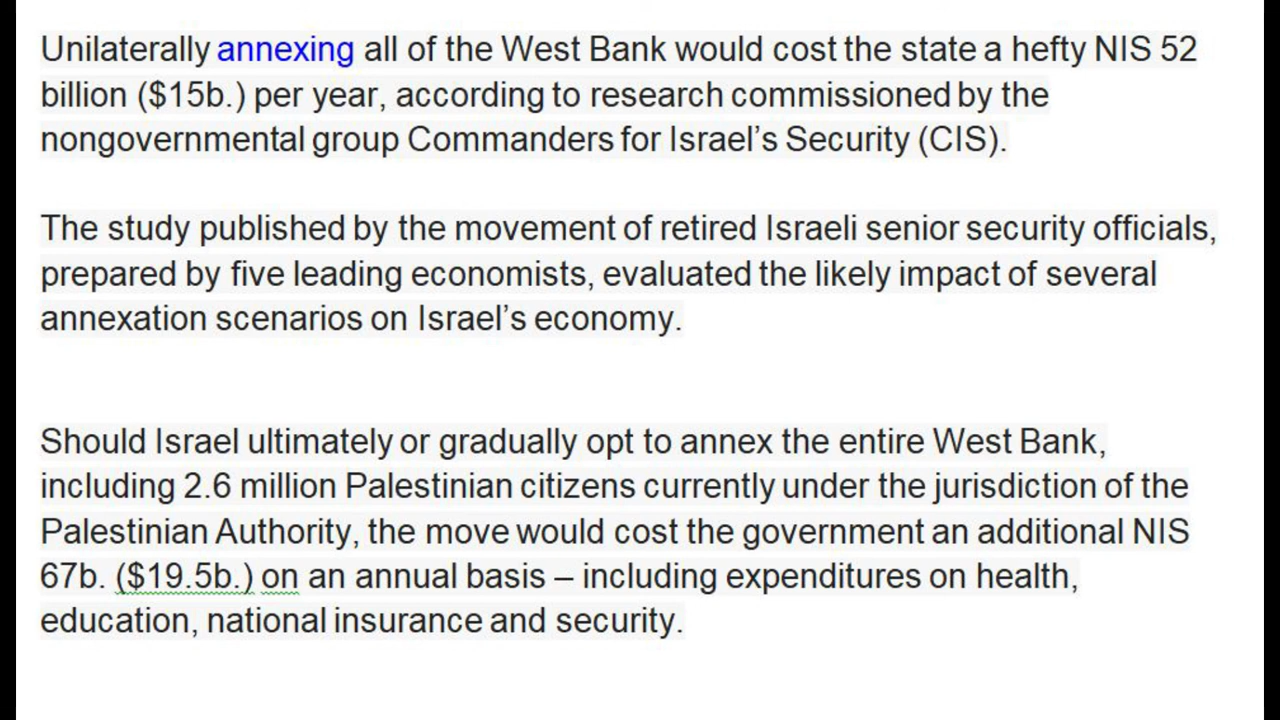 Unilaterally annexing all of the West Bank would cost the state a hefty NIS 52
billion ($15b.) per year, according to research commissioned by the
nongovernmental group Commanders for Israel’s Security (CIS).
The study published by the movement of retired Israeli senior security officials,
prepared by five leading economists, evaluated the likely impact of several
annexation scenarios on Israel’s economy.
Should Israel ultimately or gradually opt to annex the entire West Bank,
including 2.6 million Palestinian citizens currently under the jurisdiction of the
Palestinian Authority, the move would cost the government an additional NIS
67b. ($19.5b.) on an annual basis – including expenditures on health,
education, national insurance and security.